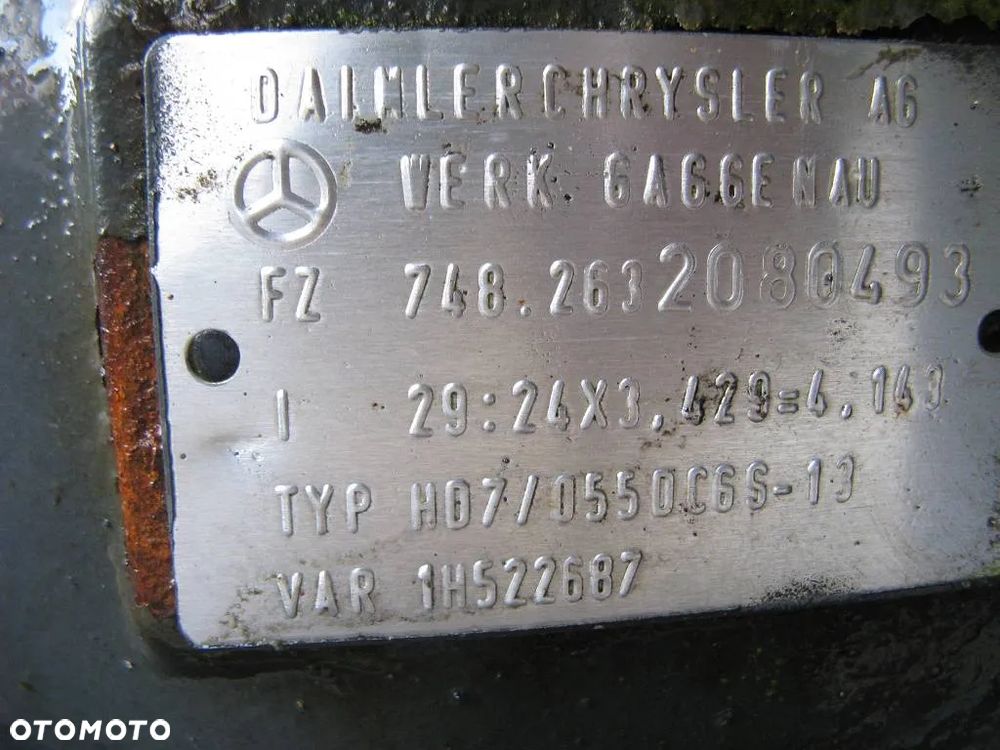 DAIMLERCHRYSLER AG
WERK GAGGENAU
FZ 748.263 2080493
I 29:24X3,429=4.143
TYP HD7/055DC6S-13
VAR 1H522687
OTOMOTO